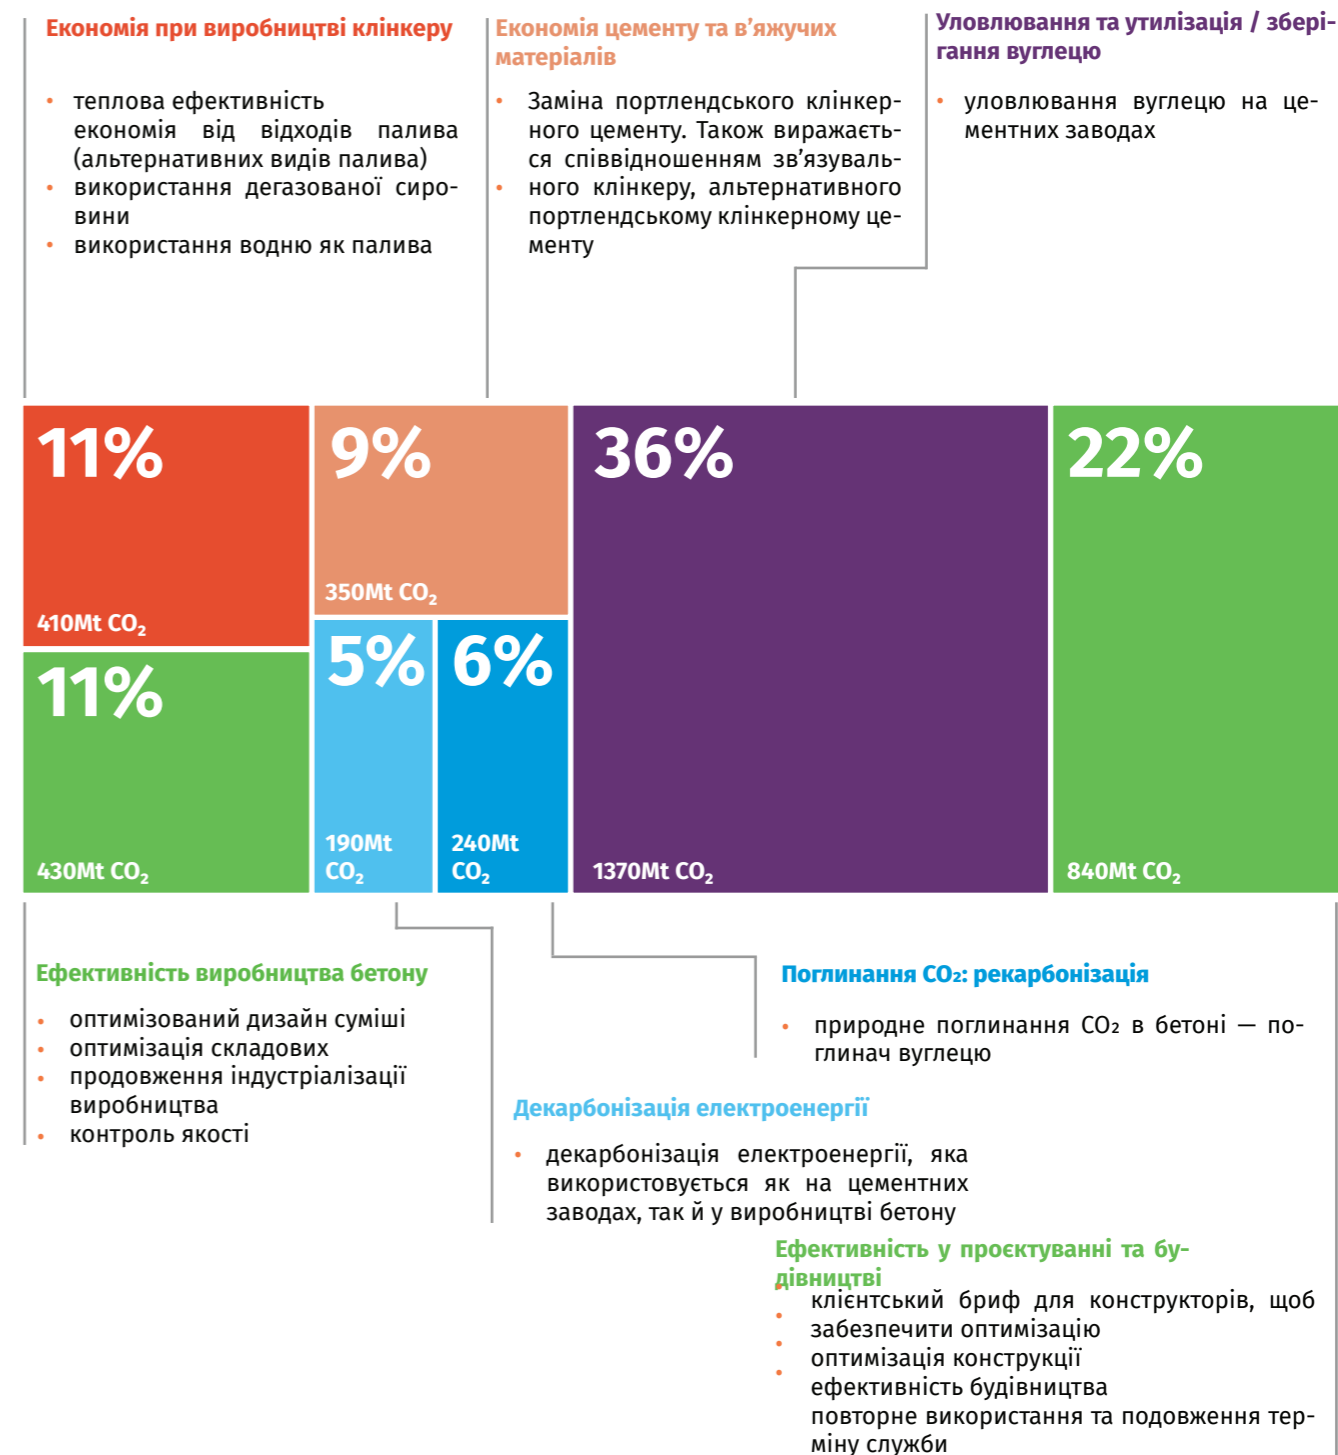 Економія при виробництві клінкеру
• теплова ефективність
економія від відходів палива
(альтернативних видів палива)
• використання дегазованої сиро-
вини
• використання водню як палива
Економія цементу та в’яжучих
матеріалів
• Заміна портлендського клінкер-
ного цементу. Також виражаєть-
ся співвідношенням зв’язуваль-
• ного клінкеру, альтернативного
портлендському клінкерному це-
менту
Уловлювання та утилізація / збері-
гання вуглецю
• уловлювання вуглецю на це-
ментних заводах
11%
410Mt CO₂
9%
350Mt CO₂
36%
1370Mt CO₂
22%
840Mt CO₂
11%
430Mt CO₂
5%
190Mt
CO₂
6%
240Mt
CO₂
Ефективність виробництва бетону
• оптимізований дизайн суміші
• оптимізація складових
• продовження індустріалізації
виробництва
• контроль якості
Поглинання CO₂: рекарбонізація
• природне поглинання CO₂ в бетоні — по-
глинач вуглецю
Декарбонізація електроенергії
• декарбонізація електроенергії, яка
використовується як на цементних
заводах, так й у виробництві бетону
Ефективність у проєктуванні та бу-
дівництві
• клієнтський бриф для конструкторів, щоб
• забезпечити оптимізацію
• оптимізація конструкції
• ефективність будівництва
повторне використання та подовження тер-
міну служби